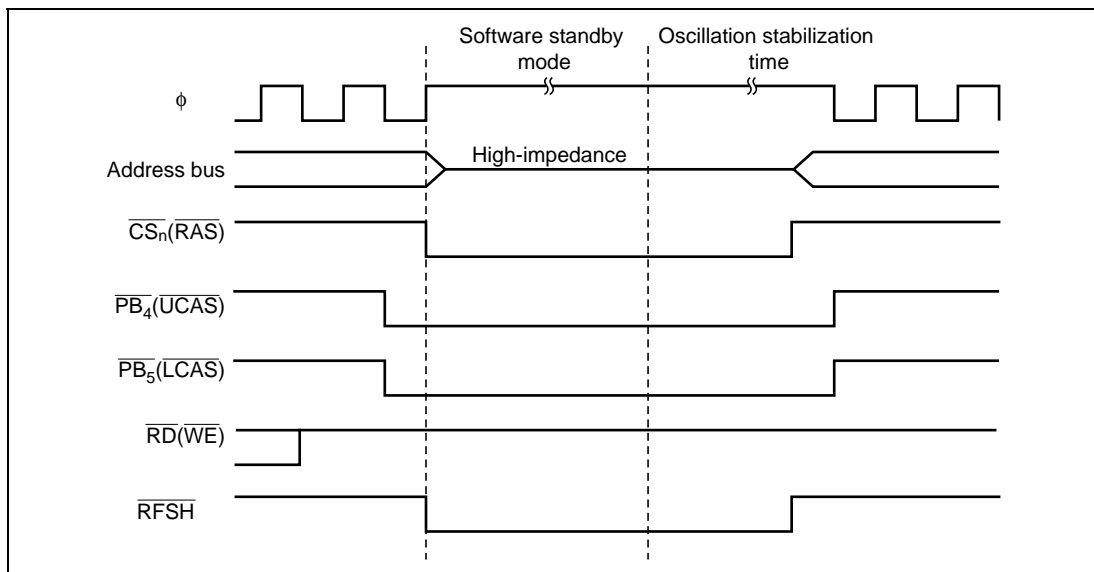 Software standby mode
Oscillation stabilization time
φ
Address bus
High-impedance
CSn(RAS)
PB4(UCAS)
PB5(LCAS)
RD(WE)
RFSH